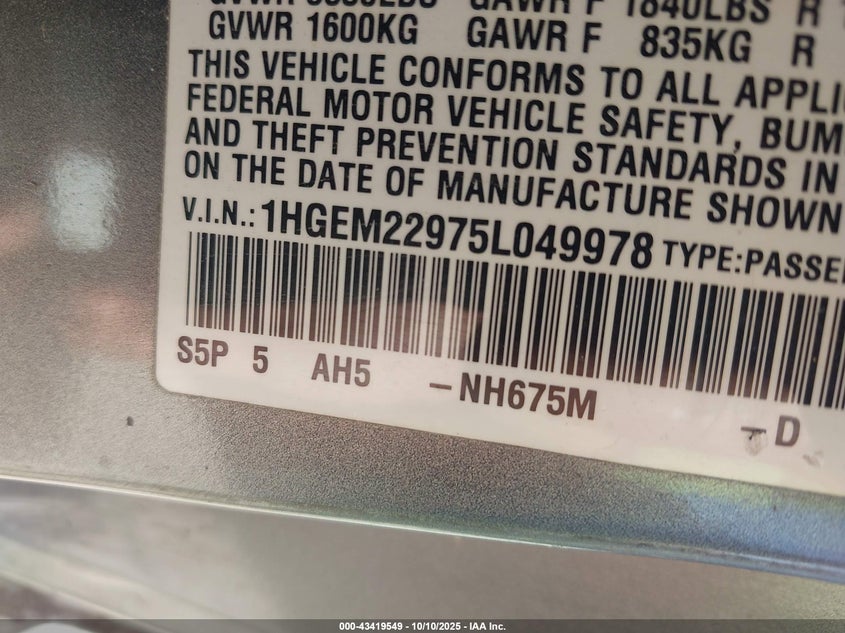 GVWR 1600KG GAWR F 835KG R
THIS VEHICLE CONFORMS TO ALL APPLI
FEDERAL MOTOR VEHICLE SAFETY, BUM
AND THEFT PREVENTION STANDARDS IN
ON THE DATE OF MANUFACTURE SHOWN
V.I.N.: 1HGEM22975L049978 TYPE:PASSE
S5P 5 AH5 -NH675M -D
000-43419549 • 10/10/2025 • IAA Inc.